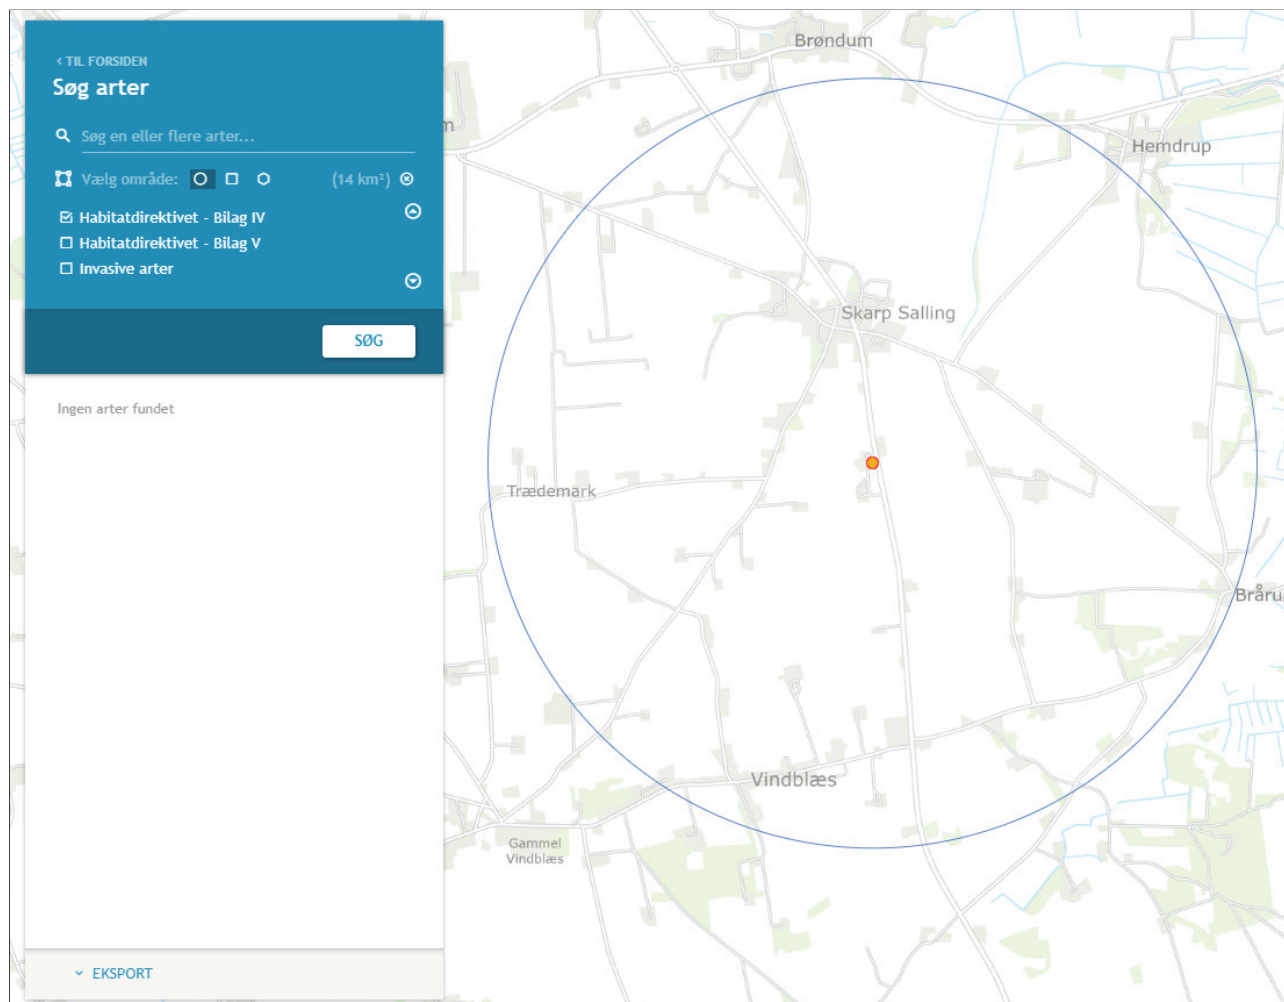 ‹ TIL FORSIDEN
Søg arter
Søg en eller flere arter...
Vælg område: (14 km²)
Habitatdirektivet - Bilag IV
Habitatdirektivet - Bilag V
Invasive arter
SØG
Ingen arter fundet
EKSPORT
Brøndum
m
Hemdrup
Skarp Salling
Trædemark
Bråru
Vindblæs
Gammel
Vindblæs